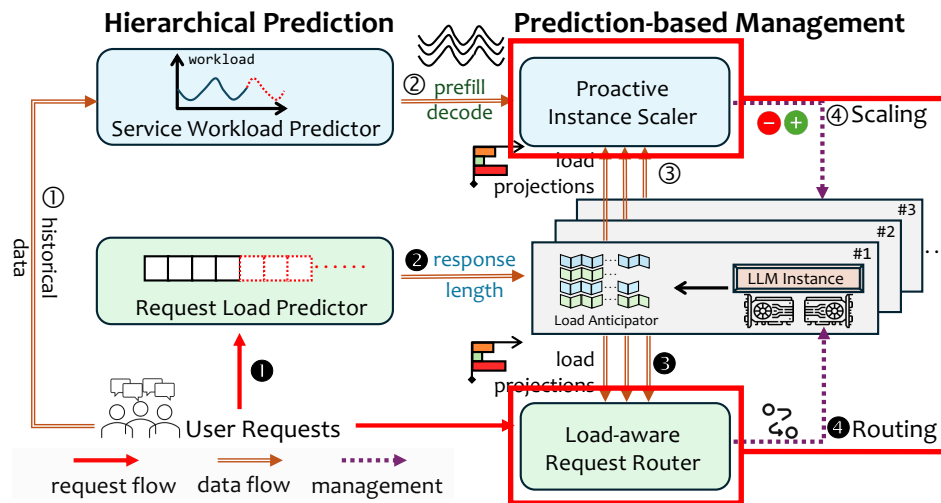 Hierarchical Prediction
Prediction-based Management
workload
Service Workload Predictor
② prefill
decode
Proactive
Instance Scaler
④ Scaling
load
projections
③
① historical
data
#3
#2
#1
...
Request Load Predictor
❷ response
length
Load Anticipator
LLM Instance
❶
load
projections
❸
User Requests
Load-aware
Request Router
❹ Routing
request flow
data flow
management